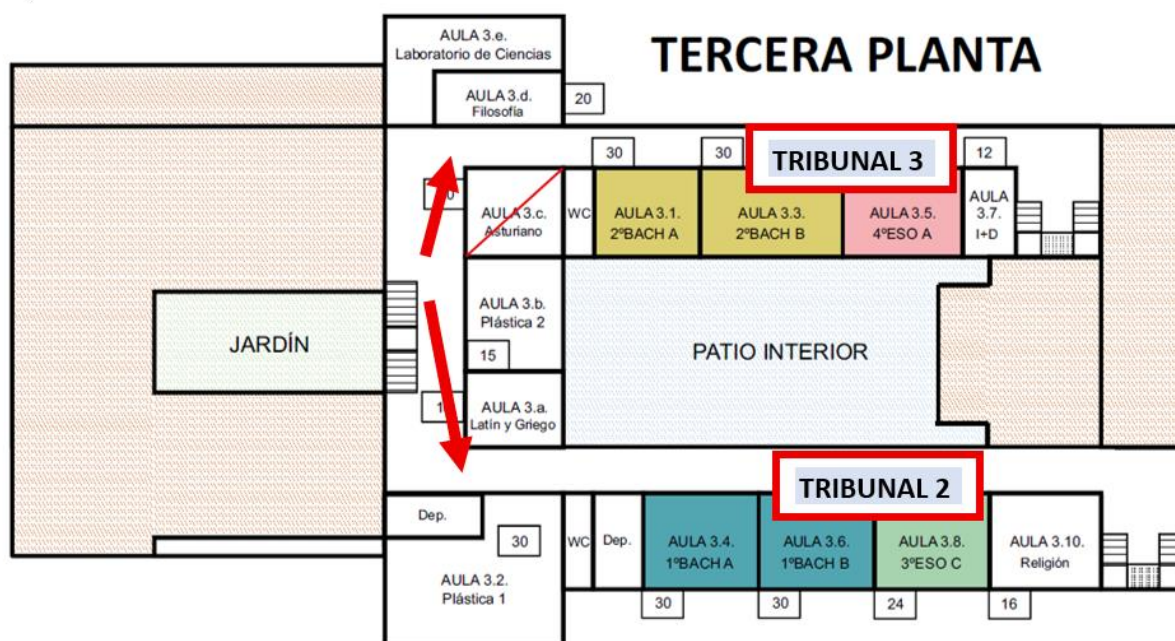 AULA 3.e.
Laboratorio de Ciencias
TERCERA PLANTA
AULA 3.d.
Filosofía
20
30
30
TRIBUNAL 3
12
AULA 3.c.
Asturiano
WC
AULA 3.1.
2ºBACH A
AULA 3.3.
2ºBACH B
AULA 3.5.
4ºESO A
AULA
3.7.
I+D
JARDÍN
AULA 3.b.
Plástica 2
15
PATIO INTERIOR
AULA 3.a.
Latín y Griego
TRIBUNAL 2
Dep.
30
AULA 3.2.
Plástica 1
WC
Dep.
AULA 3.4.
1ºBACH A
AULA 3.6.
1ºBACH B
AULA 3.8.
3ºESO C
AULA 3.10.
Religión
30
30
24
16